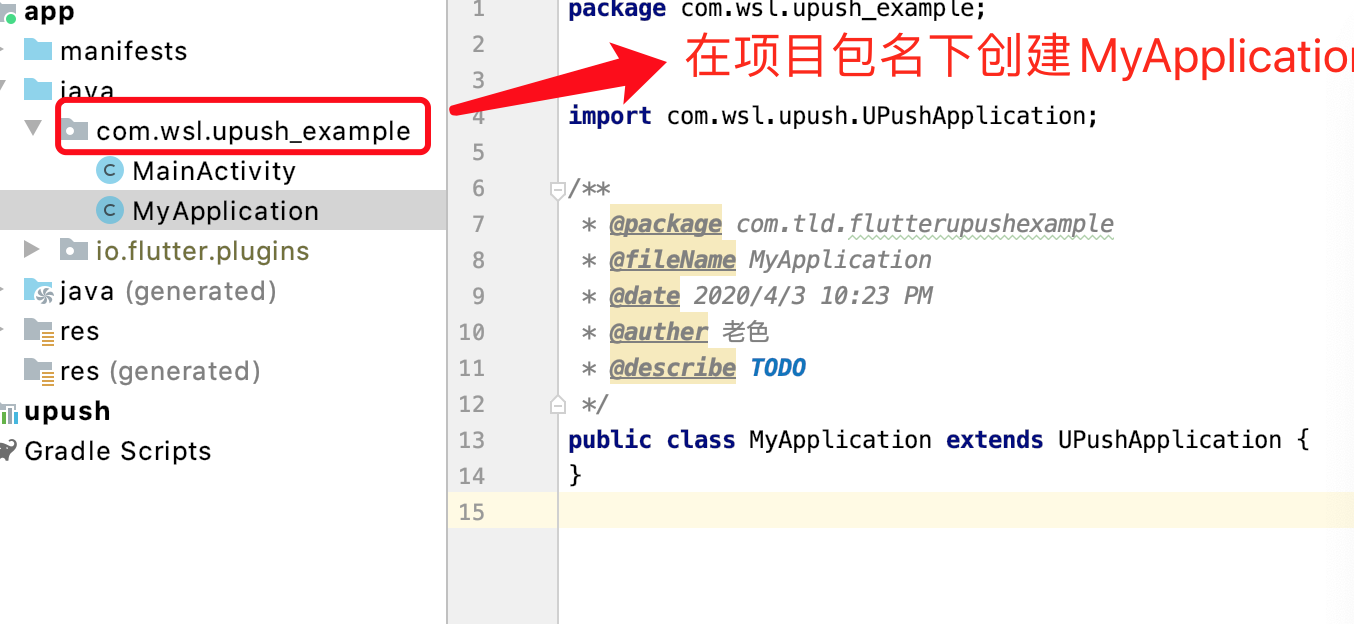 app
manifests
java
com.wsl.upush_example
MainActivity
MyApplication
io.flutter.plugins
java (generated)
res
res (generated)
upush
Gradle Scripts
在项目包名下创建MyApplication
1 package com.wsl.upush_example;
2
3
4 import com.wsl.upush.UPushApplication;
5
6 /**
7 * @package com.tld.flutterupushexample
8 * @fileName MyApplication
9 * @date 2020/4/3 10:23 PM
10 * @auther 老色
11 * @describe TODO
12 */
13 public class MyApplication extends UPushApplication {
14 }
15